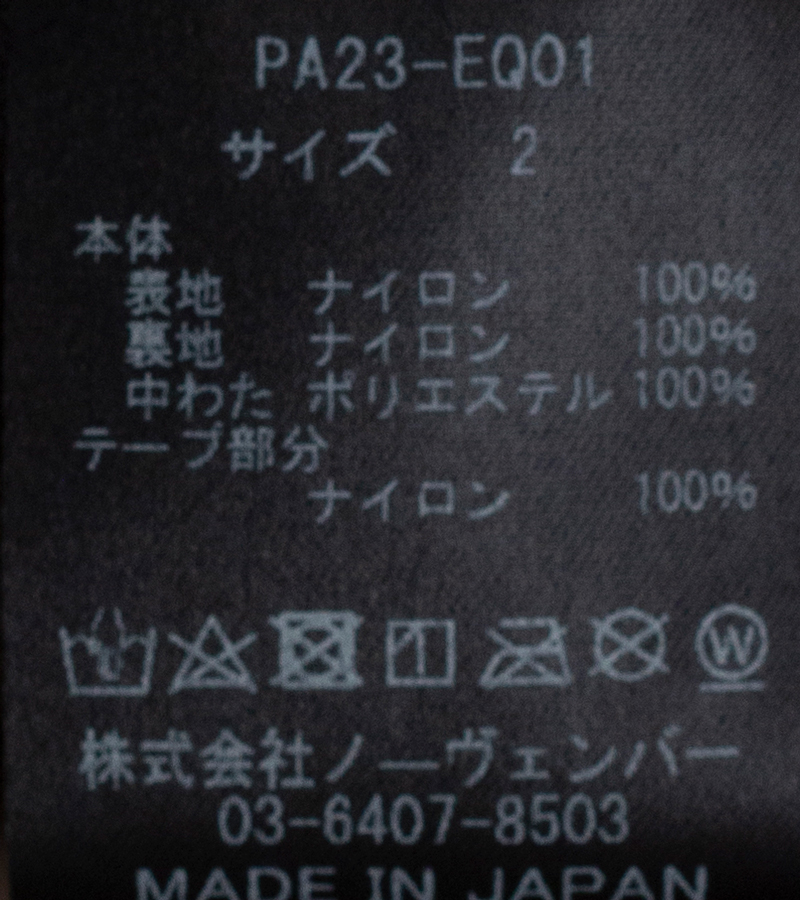 PA23-EQ01
サイズ 2
本体
表地 ナイロン 100%
裏地 ナイロン 100%
中わた ポリエステル 100%
テープ部分
ナイロン 100%
W
株式会社ノーヴェンバー
03-6407-8503
MADE IN JAPAN